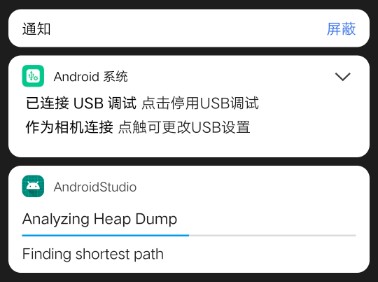 通知 屏蔽
Android 系统
已连接 USB 调试 点击停用USB调试
作为相机连接 点触可更改USB设置
AndroidStudio
Analyzing Heap Dump
Finding shortest path